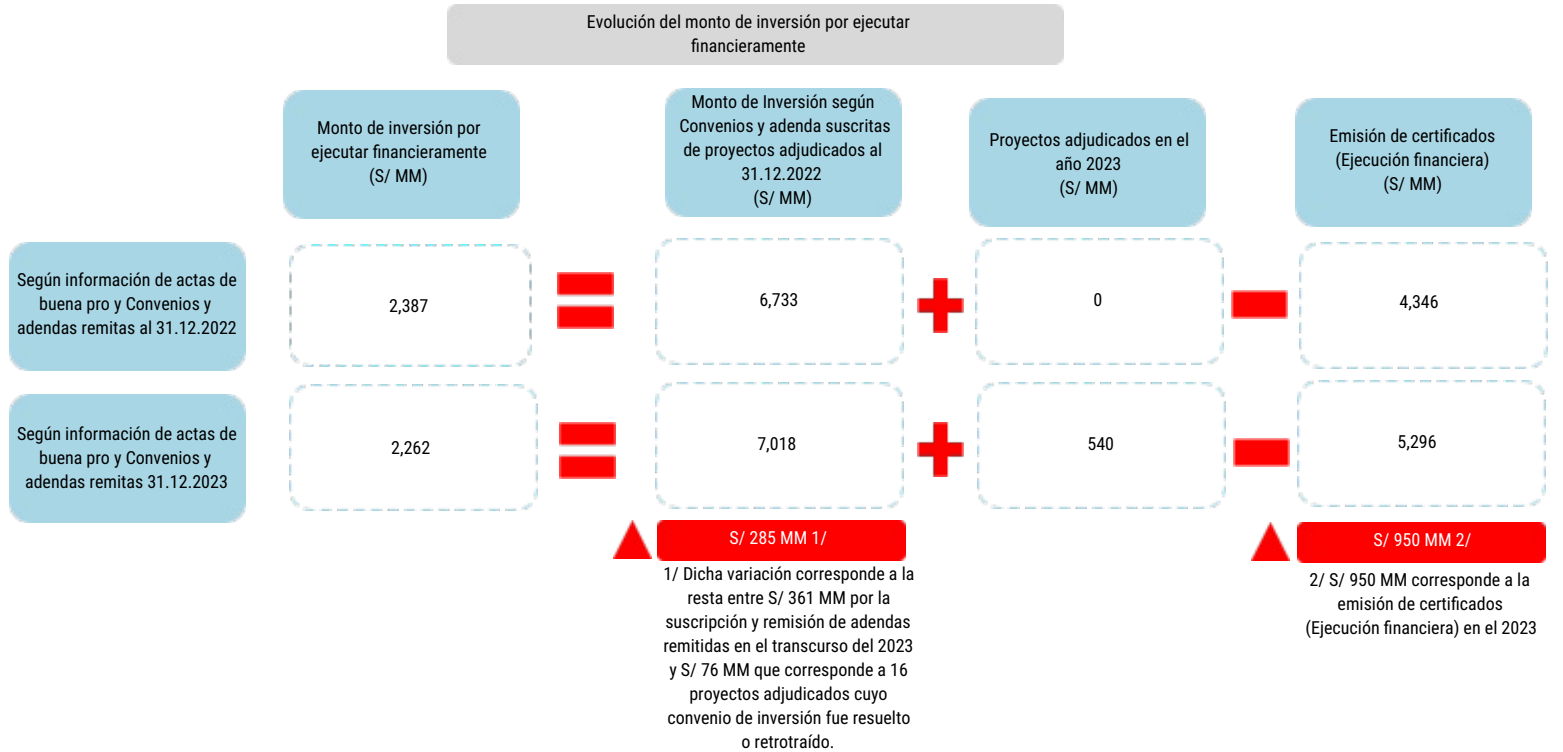 Evolución del monto de inversión por ejecutar
financieramente
Monto de inversión por
ejecutar financieramente
(S/ MM)
Monto de Inversión según
Convenios y adenda suscritas
de proyectos adjudicados al
31.12.2022
(S/ MM)
Proyectos adjudicados en el
año 2023
(S/ MM)
Emisión de certificados
(Ejecución financiera)
(S/ MM)
Según información de actas de
buena pro y Convenios y
adendas remitas al 31.12.2022
2,387
6,733
0
4,346
Según información de actas de
buena pro y Convenios y
adendas remitas 31.12.2023
2,262
7,018
540
5,296
S/ 285 MM 1/
1/ Dicha variación corresponde a la
resta entre S/ 361 MM por la
suscripción y remisión de adendas
remitidas en el transcurso del 2023
y S/ 76 MM que corresponde a 16
proyectos adjudicados cuyo
convenio de inversión fue resuelto
o retrotraído.
S/ 950 MM 2/
2/ S/ 950 MM corresponde a la
emisión de certificados
(Ejecución financiera) en el 2023